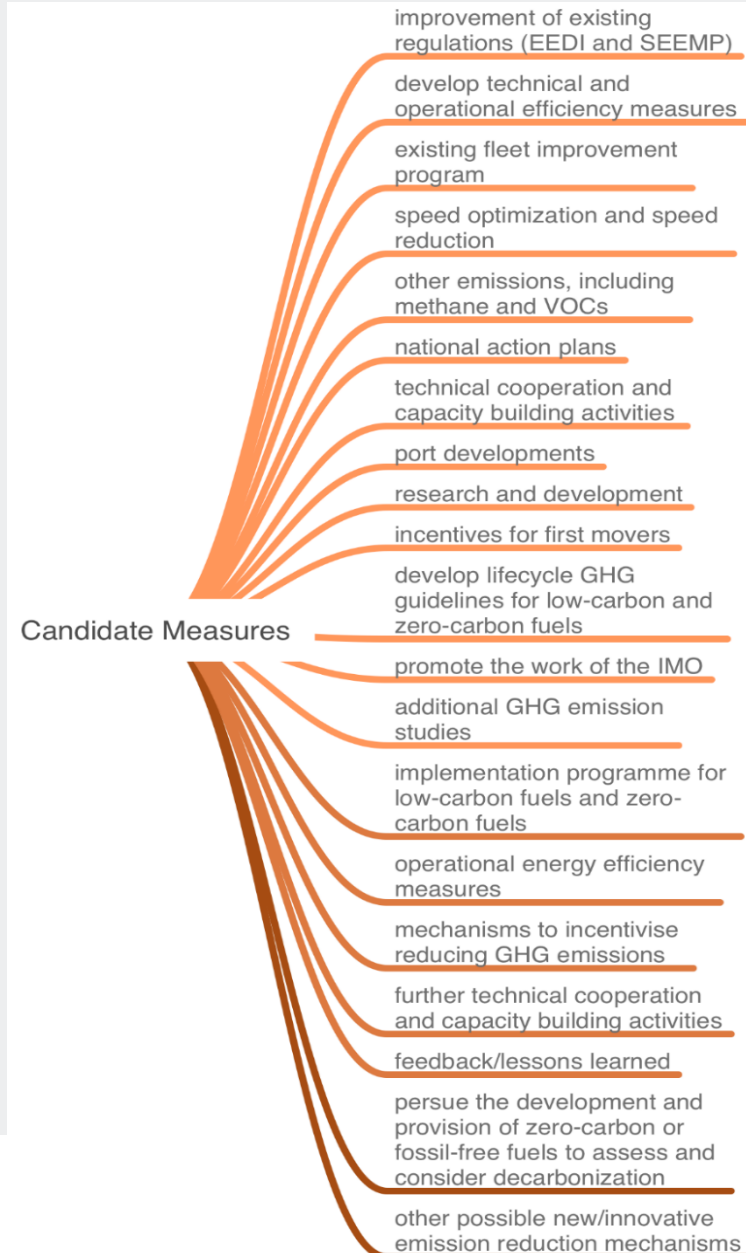 improvement of existing
regulations (EEDI and SEEMP)
develop technical and
operational efficiency measures
existing fleet improvement
program
speed optimization and speed
reduction
other emissions, including
methane and VOCs
national action plans
technical cooperation and
capacity building activities
port developments
research and development
incentives for first movers
develop lifecycle GHG
guidelines for low-carbon and
zero-carbon fuels
Candidate Measures
promote the work of the IMO
additional GHG emission
studies
implementation programme for
low-carbon fuels and zero-
carbon fuels
operational energy efficiency
measures
mechanisms to incentivise
reducing GHG emissions
further technical cooperation
and capacity building activities
feedback/lessons learned
persue the development and
provision of zero-carbon or
fossil-free fuels to assess and
consider decarbonization
other possible new/innovative
emission reduction mechanisms